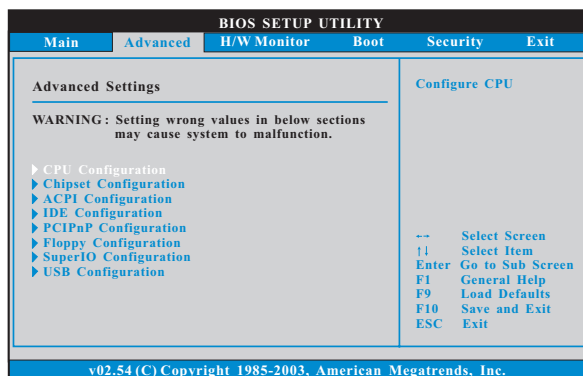 BIOS SETUP UTILITY
Main Advanced H/W Monitor Boot Security Exit
Advanced Settings
WARNING : Setting wrong values in below sections
may cause system to malfunction.
CPU Configuration
Chipset Configuration
ACPI Configuration
IDE Configuration
PCIPnP Configuration
Floppy Configuration
SuperIO Configuration
USB Configuration
Configure CPU
←→ Select Screen
↑↓ Select Item
Enter Go to Sub Screen
F1 General Help
F9 Load Defaults
F10 Save and Exit
ESC Exit
v02.54 (C) Copyright 1985-2003, American Megatrends, Inc.